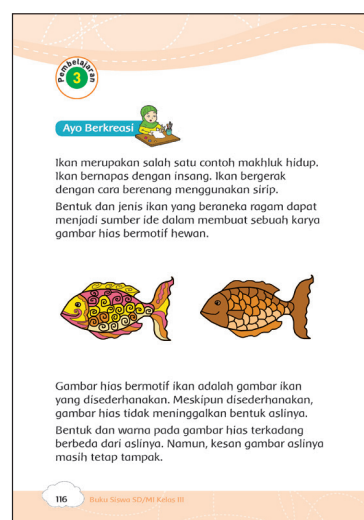 Pembelajaran
3
Ayo Berkreasi
Ikan merupakan salah satu contoh makhluk hidup.
Ikan bernapas dengan insang. Ikan bergerak
dengan cara berenang menggunakan sirip.
Bentuk dan jenis ikan yang beraneka ragam dapat
menjadi sumber ide dalam membuat sebuah karya
gambar hias bermotif hewan.
Gambar hias bermotif ikan adalah gambar ikan
yang disederhanakan. Meskipun disederhanakan,
gambar hias tidak meninggalkan bentuk aslinya.
Bentuk dan warna pada gambar hias terkadang
berbeda dari aslinya. Namun, kesan gambar aslinya
masih tetap tampak.
116
Buku Siswa SD/MI Kelas III